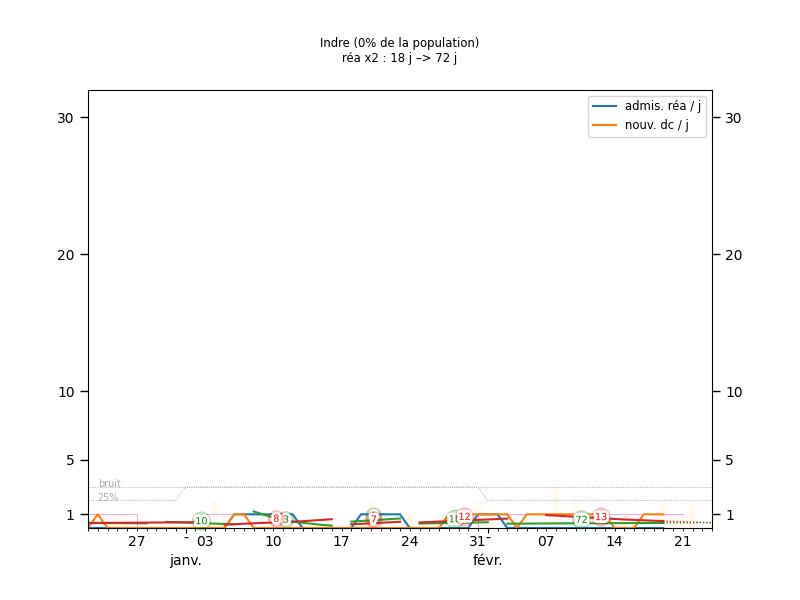 Indre (0% de la population)
réa x2 : 18 j –> 72 j
admis. réa / j
nouv. dc / j
30 30
20 20
10 10
5 5
1 1
bruit
25%
10 8 7 12 72 -13
27 03 10 17 24 31 07 14 21
janv. févr.